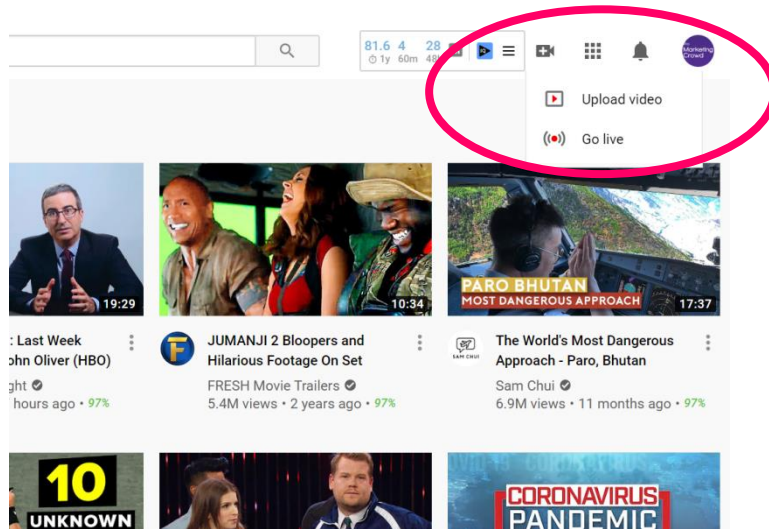 81.6 4 28
1y 60m 48
Marketing
Crowd
Upload video
Go live
19:29
10:34
PARO BHUTAN
MOST DANGEROUS APPROACH
17:37
: Last Week
ohn Oliver (HBO)
ght
hours ago • 97%
JUMANJI 2 Bloopers and
Hilarious Footage On Set
FRESH Movie Trailers
5.4M views • 2 years ago • 97%
SAM CHUI
The World's Most Dangerous
Approach - Paro, Bhutan
Sam Chui
6.9M views • 11 months ago • 97%
10
UNKNOWN
CORONAVIRUS
PANDEMIC